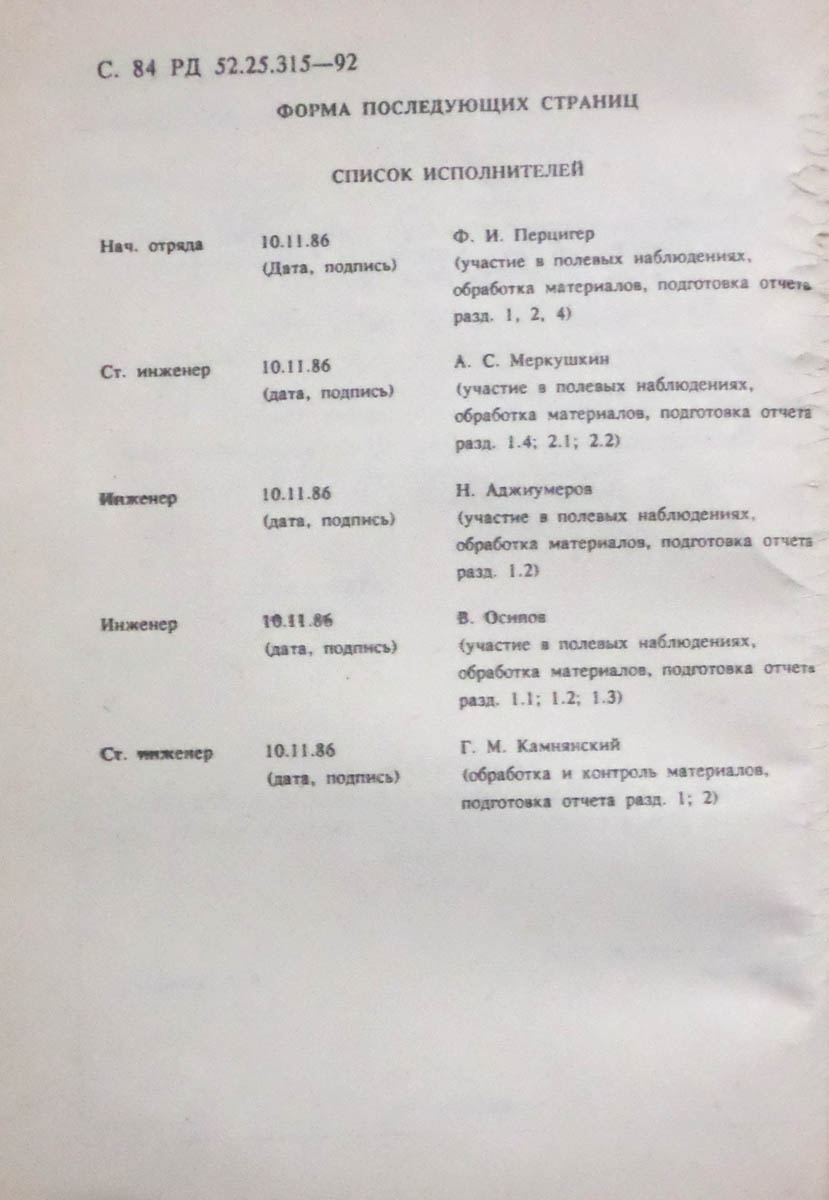 С. 84 РД 52.25.315—92
ФОРМА ПОСЛЕДУЮЩИХ СТРАНИЦ
СПИСОК ИСПОЛНИТЕЛЕЙ
Нач. отряда 10.11.86 Ф. И. Перцигер
(Дата, подпись) (участие в полевых наблюдениях,
обработка материалов, подготовка отчета
разд. 1, 2, 4)
Ст. инженер 10.11.86 А. С. Меркушкин
(дата, подпись) (участие в полевых наблюдениях,
обработка материалов, подготовка отчета
разд. 1.4; 2.1; 2.2)
Инженер 10.11.86 Н. Аджиумеров
(дата, подпись) (участие в полевых наблюдениях,
обработка материалов, подготовка отчета
разд. 1.2)
Инженер 10.11.86 В. Осипов
(дата, подпись) (участие в полевых наблюдениях,
обработка материалов, подготовка отчета
разд. 1.1; 1.2; 1.3)
Ст. инженер 10.11.86 Г. М. Камнянский
(дата, подпись) (обработка и контроль материалов,
подготовка отчета разд. 1; 2)